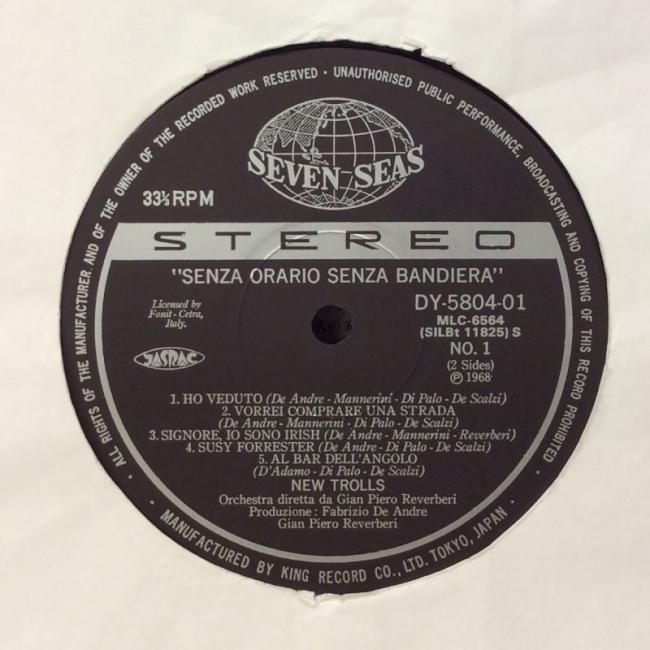 · ALL RIGHTS OF THE MANUFACTURER AND OF THE OWNER OF THE RECORDED WORK RESERVED · UNAUTHORISED PUBLIC PERFORMANCE, BROADCASTING AND COPYING OF THIS RECORD PROHIBITED ·
SEVEN SEAS
33⅓RPM
STEREO
"SENZA ORARIO SENZA BANDIERA"
Licensed by
Fonit-Cetra,
Italy.
DY-5804-01
MLC-6564
(SILBt 11825) S
NO. 1
(2 Sides)
Ⓟ 1968
JASRAC
1. HO VEDUTO (De Andre - Mannerini - Di Palo - De Scalzi)
2. VORREI COMPRARE UNA STRADA
(De Andre - Mannerini - Di Palo - De Scalzi)
3. SIGNORE, IO SONO IRISH (De Andre - Mannerini - Reverberi)
4. SUSY FORRESTER (De Andre - Di Palo - De Scalzi)
5. AL BAR DELL'ANGOLO
(D'Adamo - Di Palo - De Scalzi)
NEW TROLLS
Orchestra diretta da Gian Piero Reverberi
Produzione : Fabrizio De Andre
Gian Piero Reverberi
· MANUFACTURED BY KING RECORD CO., LTD. TOKYO, JAPAN ·